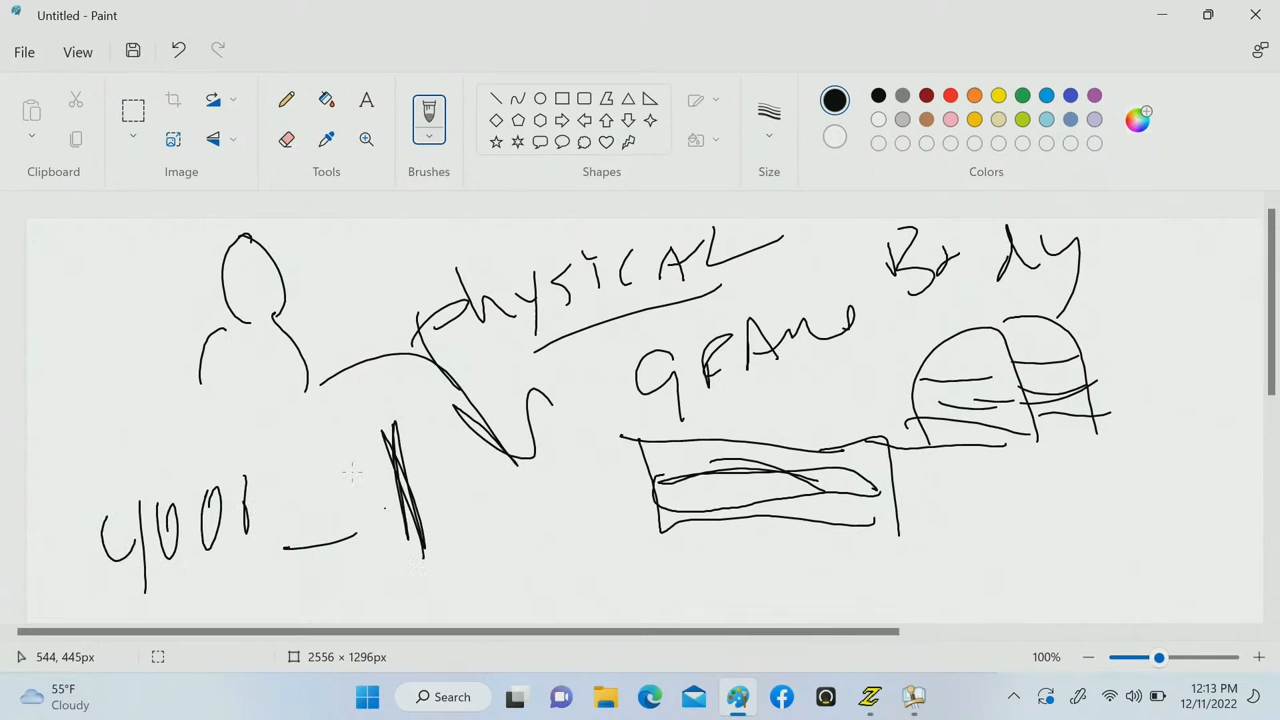 Untitled - Paint
File
View
Clipboard
Image
Tools
Brushes
Shapes
Size
Colors
physICAL
BodY
4001
544, 445px
2556 × 1296px
100%
55°F
Cloudy
Search
12:13 PM
12/11/2022